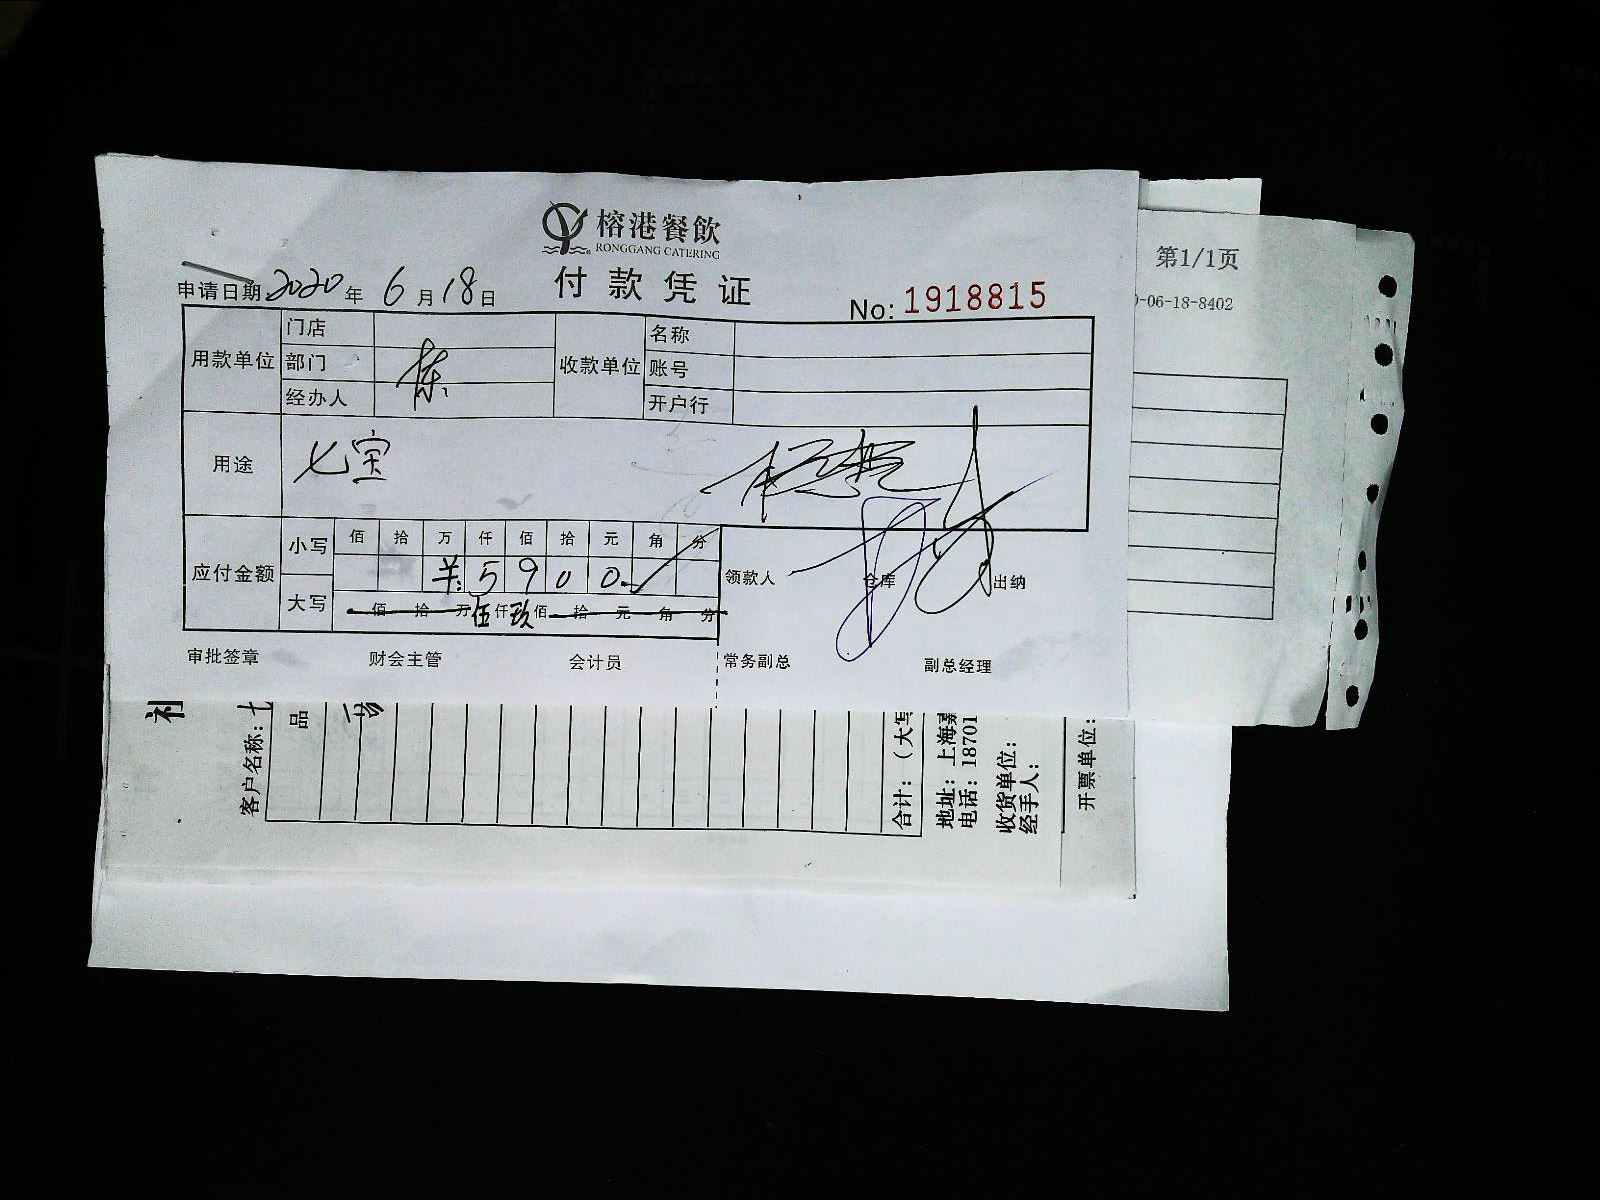 榕港餐飲
RONGGANG CATERING
付款凭证
申请日期 2020 年 6 月 18 日
No: 1918815
用款单位 门店 收款单位 名称
部门 账号
经办人 开户行
用途 七宝
应付金额 小写 佰 拾 万 仟 佰 拾 元 角 分
¥: 5 9 0 0.
大写 佰 拾 万 伍 仟 玖 佰 拾 元 角 分
领款人 仓库 出纳
审批签章 财会主管 会计员 常务副总 副总经理
第1/1页
-06-18-8402
客户名称: 七
品
合计: (大写
地址: 上海嘉
电话: 18701
收货单位:
经手人:
开票单位: